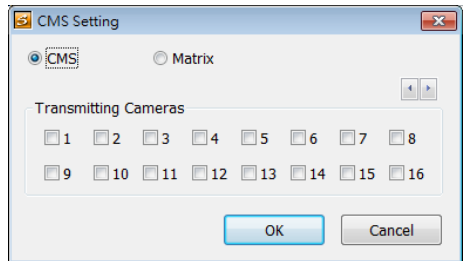 CMS Setting
CMS Matrix
Transmitting Cameras
1 2 3 4 5 6 7 8
9 10 11 12 13 14 15 16
OK Cancel